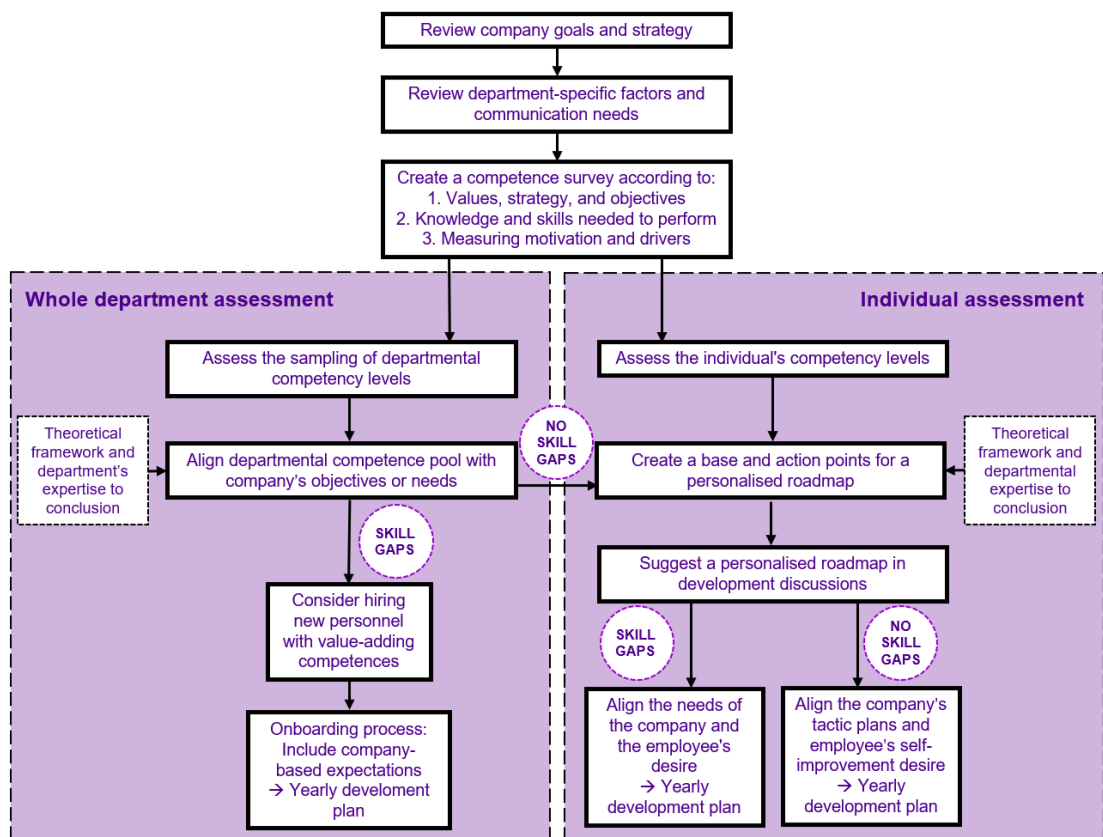 Review company goals and strategy
Review department-specific factors and
communication needs
Create a competence survey according to:
1. Values, strategy, and objectives
2. Knowledge and skills needed to perform
3. Measuring motivation and drivers
Whole department assessment
Assess the sampling of departmental
competency levels
Theoretical
framework and
department's
expertise to
conclusion
Align departmental competence pool with
company's objectives or needs
NO
SKILL
GAPS
SKILL
GAPS
Consider hiring
new personnel
with value-adding
competences
Onboarding process:
Include company-
based expectations
→ Yearly develoment
plan
Individual assessment
Assess the individual's competency levels
Create a base and action points for a
personalised roadmap
Theoretical
framework and
departmental
expertise to
conclusion
Suggest a personalised roadmap in
development discussions
SKILL
GAPS
NO
SKILL
GAPS
Align the needs of
the company and
the employee's
desire
→ Yearly
development plan
Align the company's
tactic plans and
employee's self-
improvement desire
→ Yearly
development plan